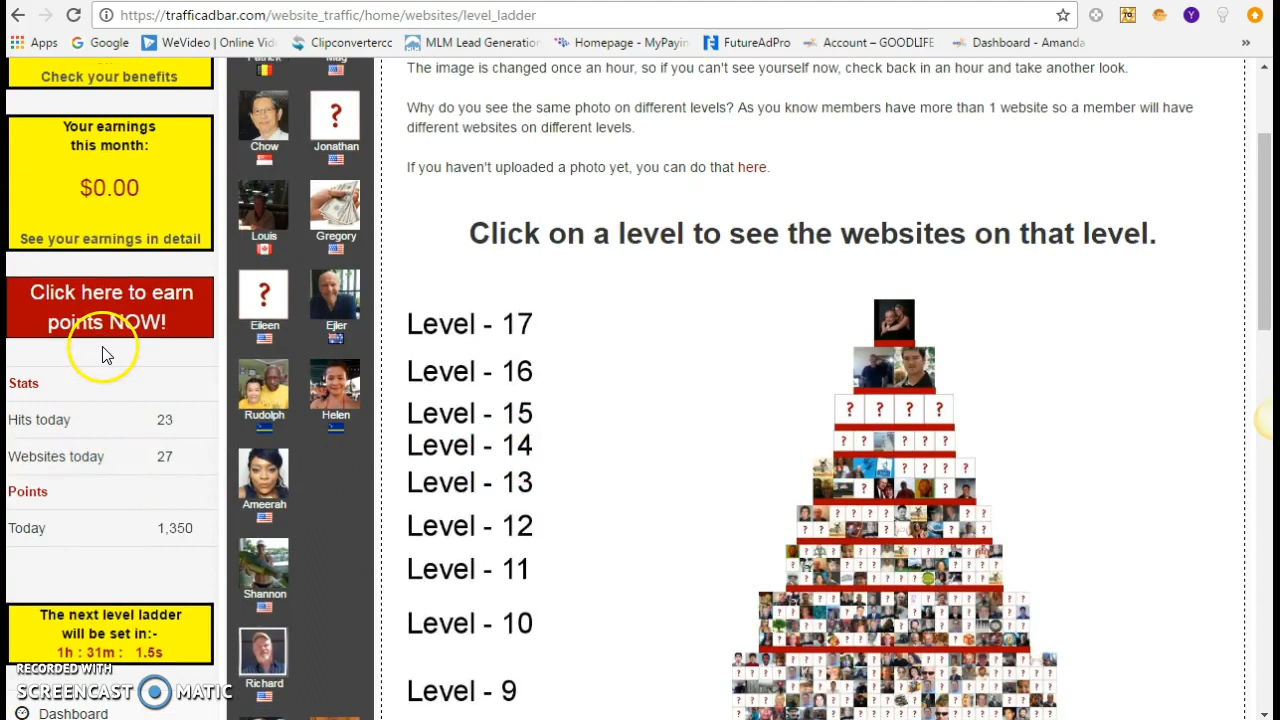 https://trafficadbar.com/website_traffic/home/websites/level_ladder
Apps
Google
WeVideo | Online Vid
Clipconvertercc
MLM Lead Generation
Homepage - MyPayin
FutureAdPro
Account – GOODLIFE
Dashboard - Amanda
»
Check your benefits
Your earnings
this month:
$0.00
See your earnings in detail
Click here to earn
points NOW!
Stats
Hits today 23
Websites today 27
Points
Today 1,350
The next level ladder
will be set in:-
1h : 31m : 1.5s
RECORDED WITH
SCREENCAST MATIC
Dashboard
Patrick
Mag
Chow
Jonathan
Louis
Gregory
Eileen
Ejler
Rudolph
Helen
Ameerah
Shannon
Richard
The image is changed once an hour, so if you can't see yourself now, check back in an hour and take another look.
Why do you see the same photo on different levels? As you know members have more than 1 website so a member will have
different websites on different levels.
If you haven't uploaded a photo yet, you can do that here.
Click on a level to see the websites on that level.
Level - 17
Level - 16
Level - 15
Level - 14
Level - 13
Level - 12
Level - 11
Level - 10
Level - 9